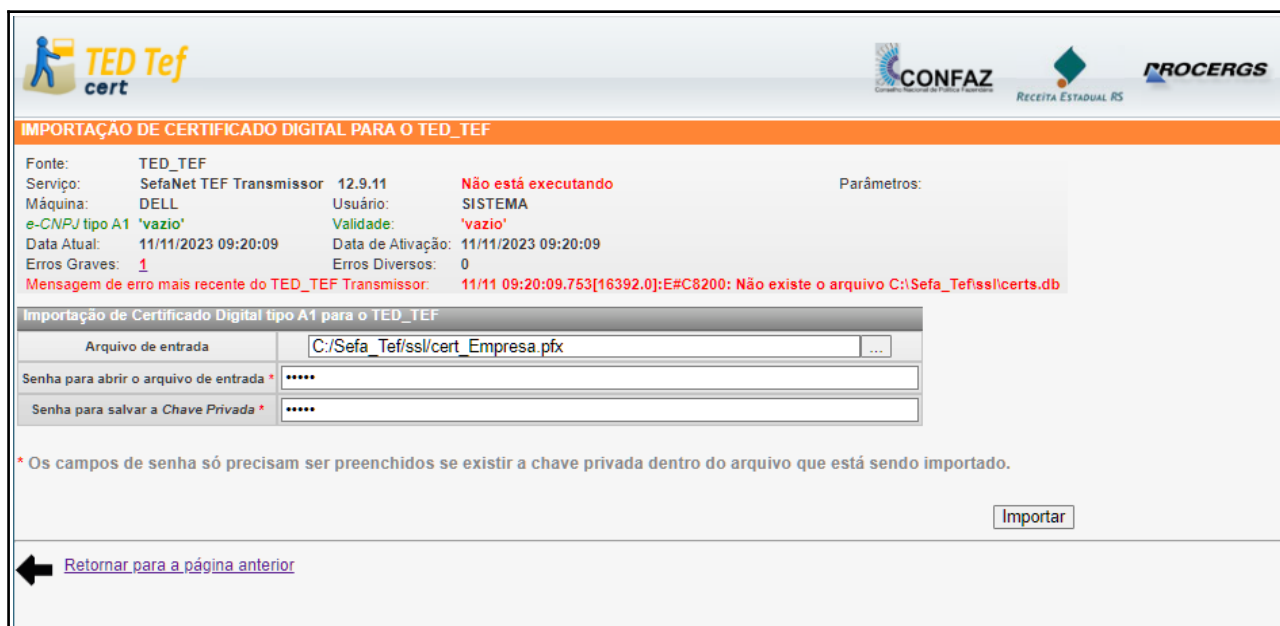 TED Tef
cert
CONFAZ
Conselho Nacional de Política Fazendária
RECEITA ESTADUAL RS
PROCERGS
IMPORTAÇÃO DE CERTIFICADO DIGITAL PARA O TED_TEF
Fonte: TED_TEF
Serviço: SefaNet TEF Transmissor 12.9.11 Não está executando Parâmetros:
Máquina: DELL Usuário: SISTEMA
e-CNPJ tipo A1 'vazio' Validade: 'vazio'
Data Atual: 11/11/2023 09:20:09 Data de Ativação: 11/11/2023 09:20:09
Erros Graves: 1 Erros Diversos: 0
Mensagem de erro mais recente do TED_TEF Transmissor: 11/11 09:20:09.753[16392.0]:E#C8200: Não existe o arquivo C:\Sefa_Tef\ssl\certs.db
Importação de Certificado Digital tipo A1 para o TED_TEF
Arquivo de entrada C:/Sefa_Tef/ssl/cert_Empresa.pfx ...
Senha para abrir o arquivo de entrada * •••••
Senha para salvar a Chave Privada * •••••
* Os campos de senha só precisam ser preenchidos se existir a chave privada dentro do arquivo que está sendo importado.
Importar
Retornar para a página anterior